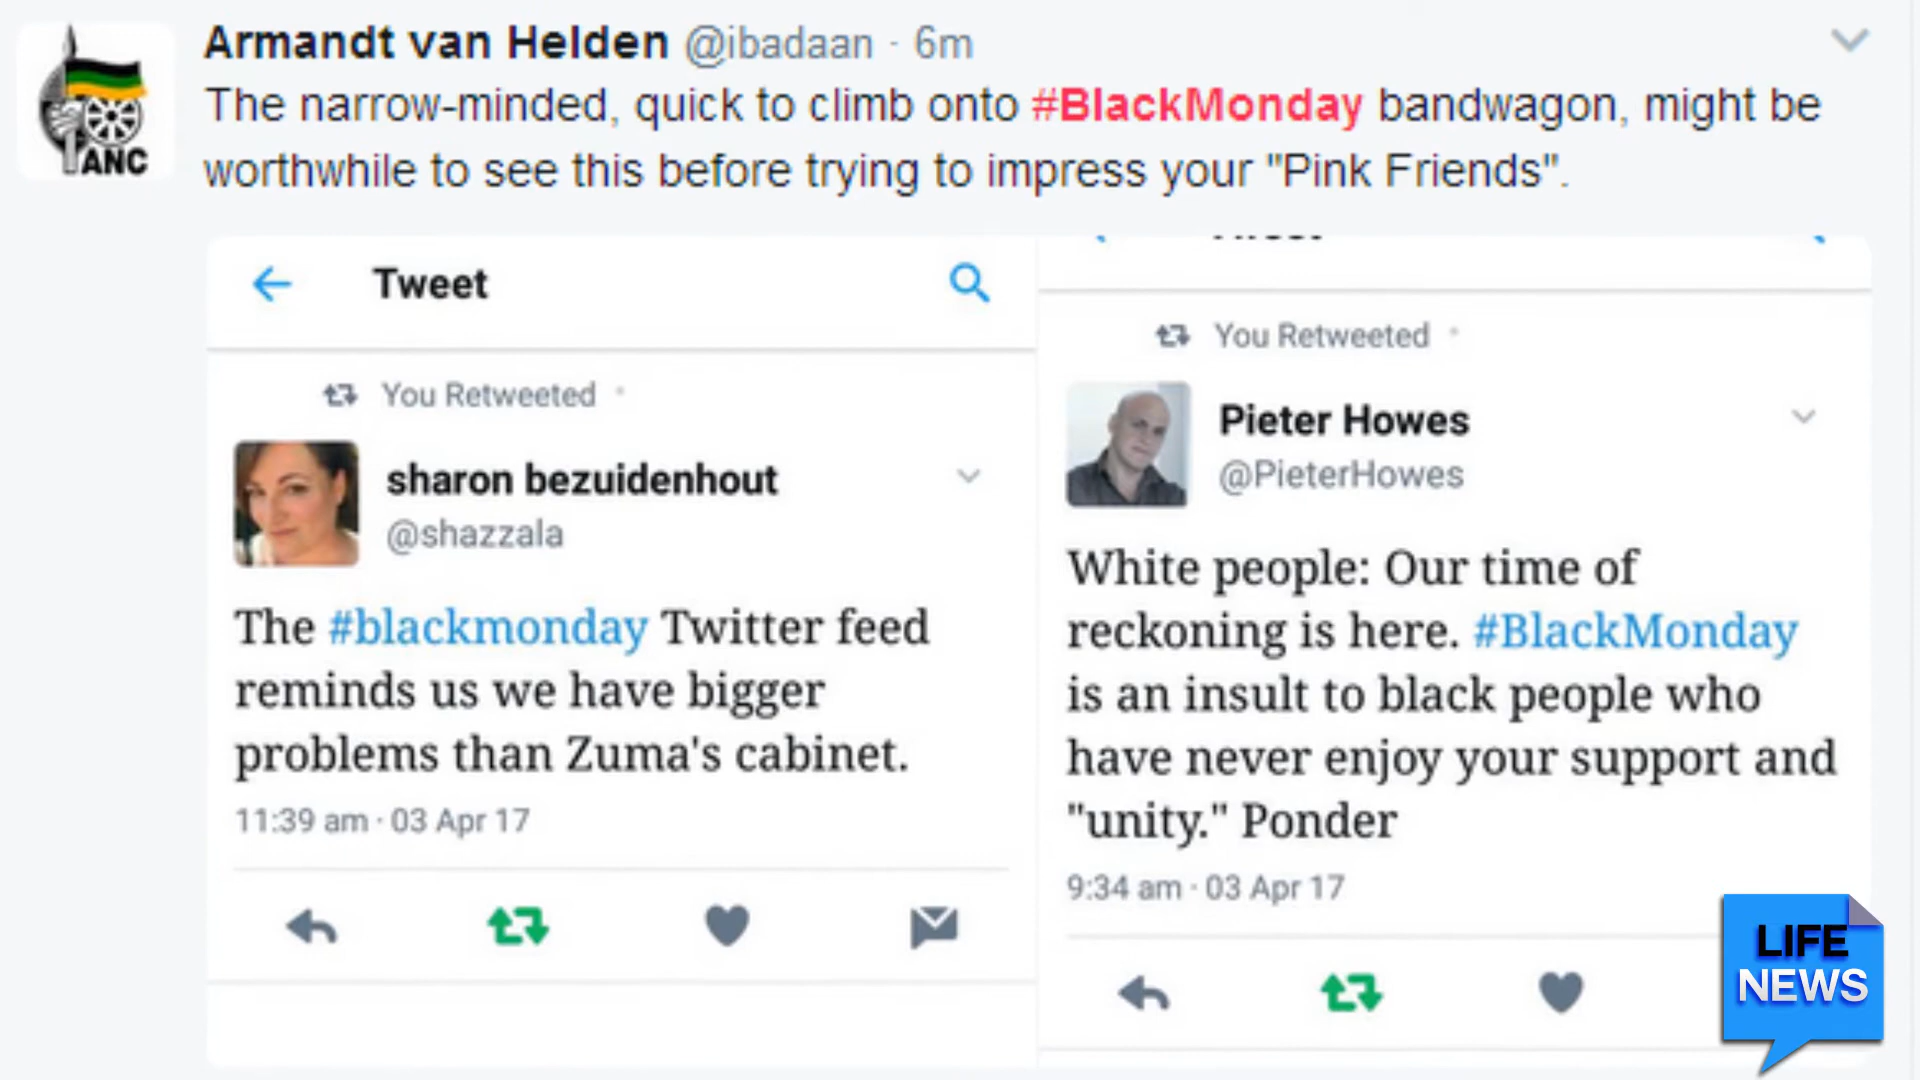 Armandt van Helden @ibadaan · 6m
The narrow-minded, quick to climb onto #BlackMonday bandwagon, might be
worthwhile to see this before trying to impress your "Pink Friends".
ANC
Tweet
You Retweeted
sharon bezuidenhout
@shazzala
The #blackmonday Twitter feed
reminds us we have bigger
problems than Zuma's cabinet.
11:39 am · 03 Apr 17
You Retweeted
Pieter Howes
@PieterHowes
White people: Our time of
reckoning is here. #BlackMonday
is an insult to black people who
have never enjoy your support and
"unity." Ponder
9:34 am · 03 Apr 17
LIFE
NEWS